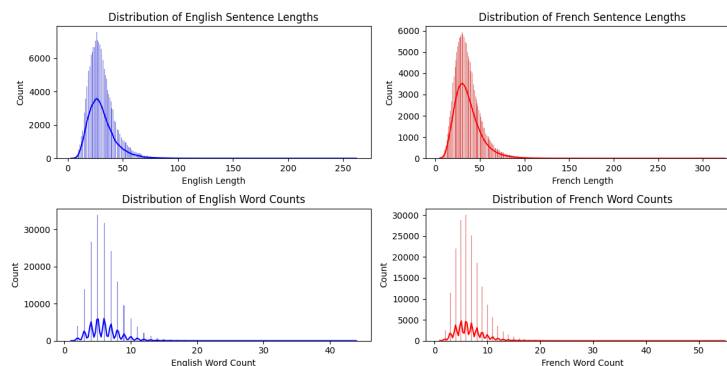 Distribution of English Sentence Lengths
Count
6000
4000
2000
0
0 50 100 150 200 250
English Length
Distribution of French Sentence Lengths
Count
6000
5000
4000
3000
2000
1000
0
0 50 100 150 200 250 300
French Length
Distribution of English Word Counts
Count
30000
20000
10000
0
0 10 20 30 40
English Word Count
Distribution of French Word Counts
Count
30000
25000
20000
15000
10000
5000
0
0 10 20 30 40 50
French Word Count